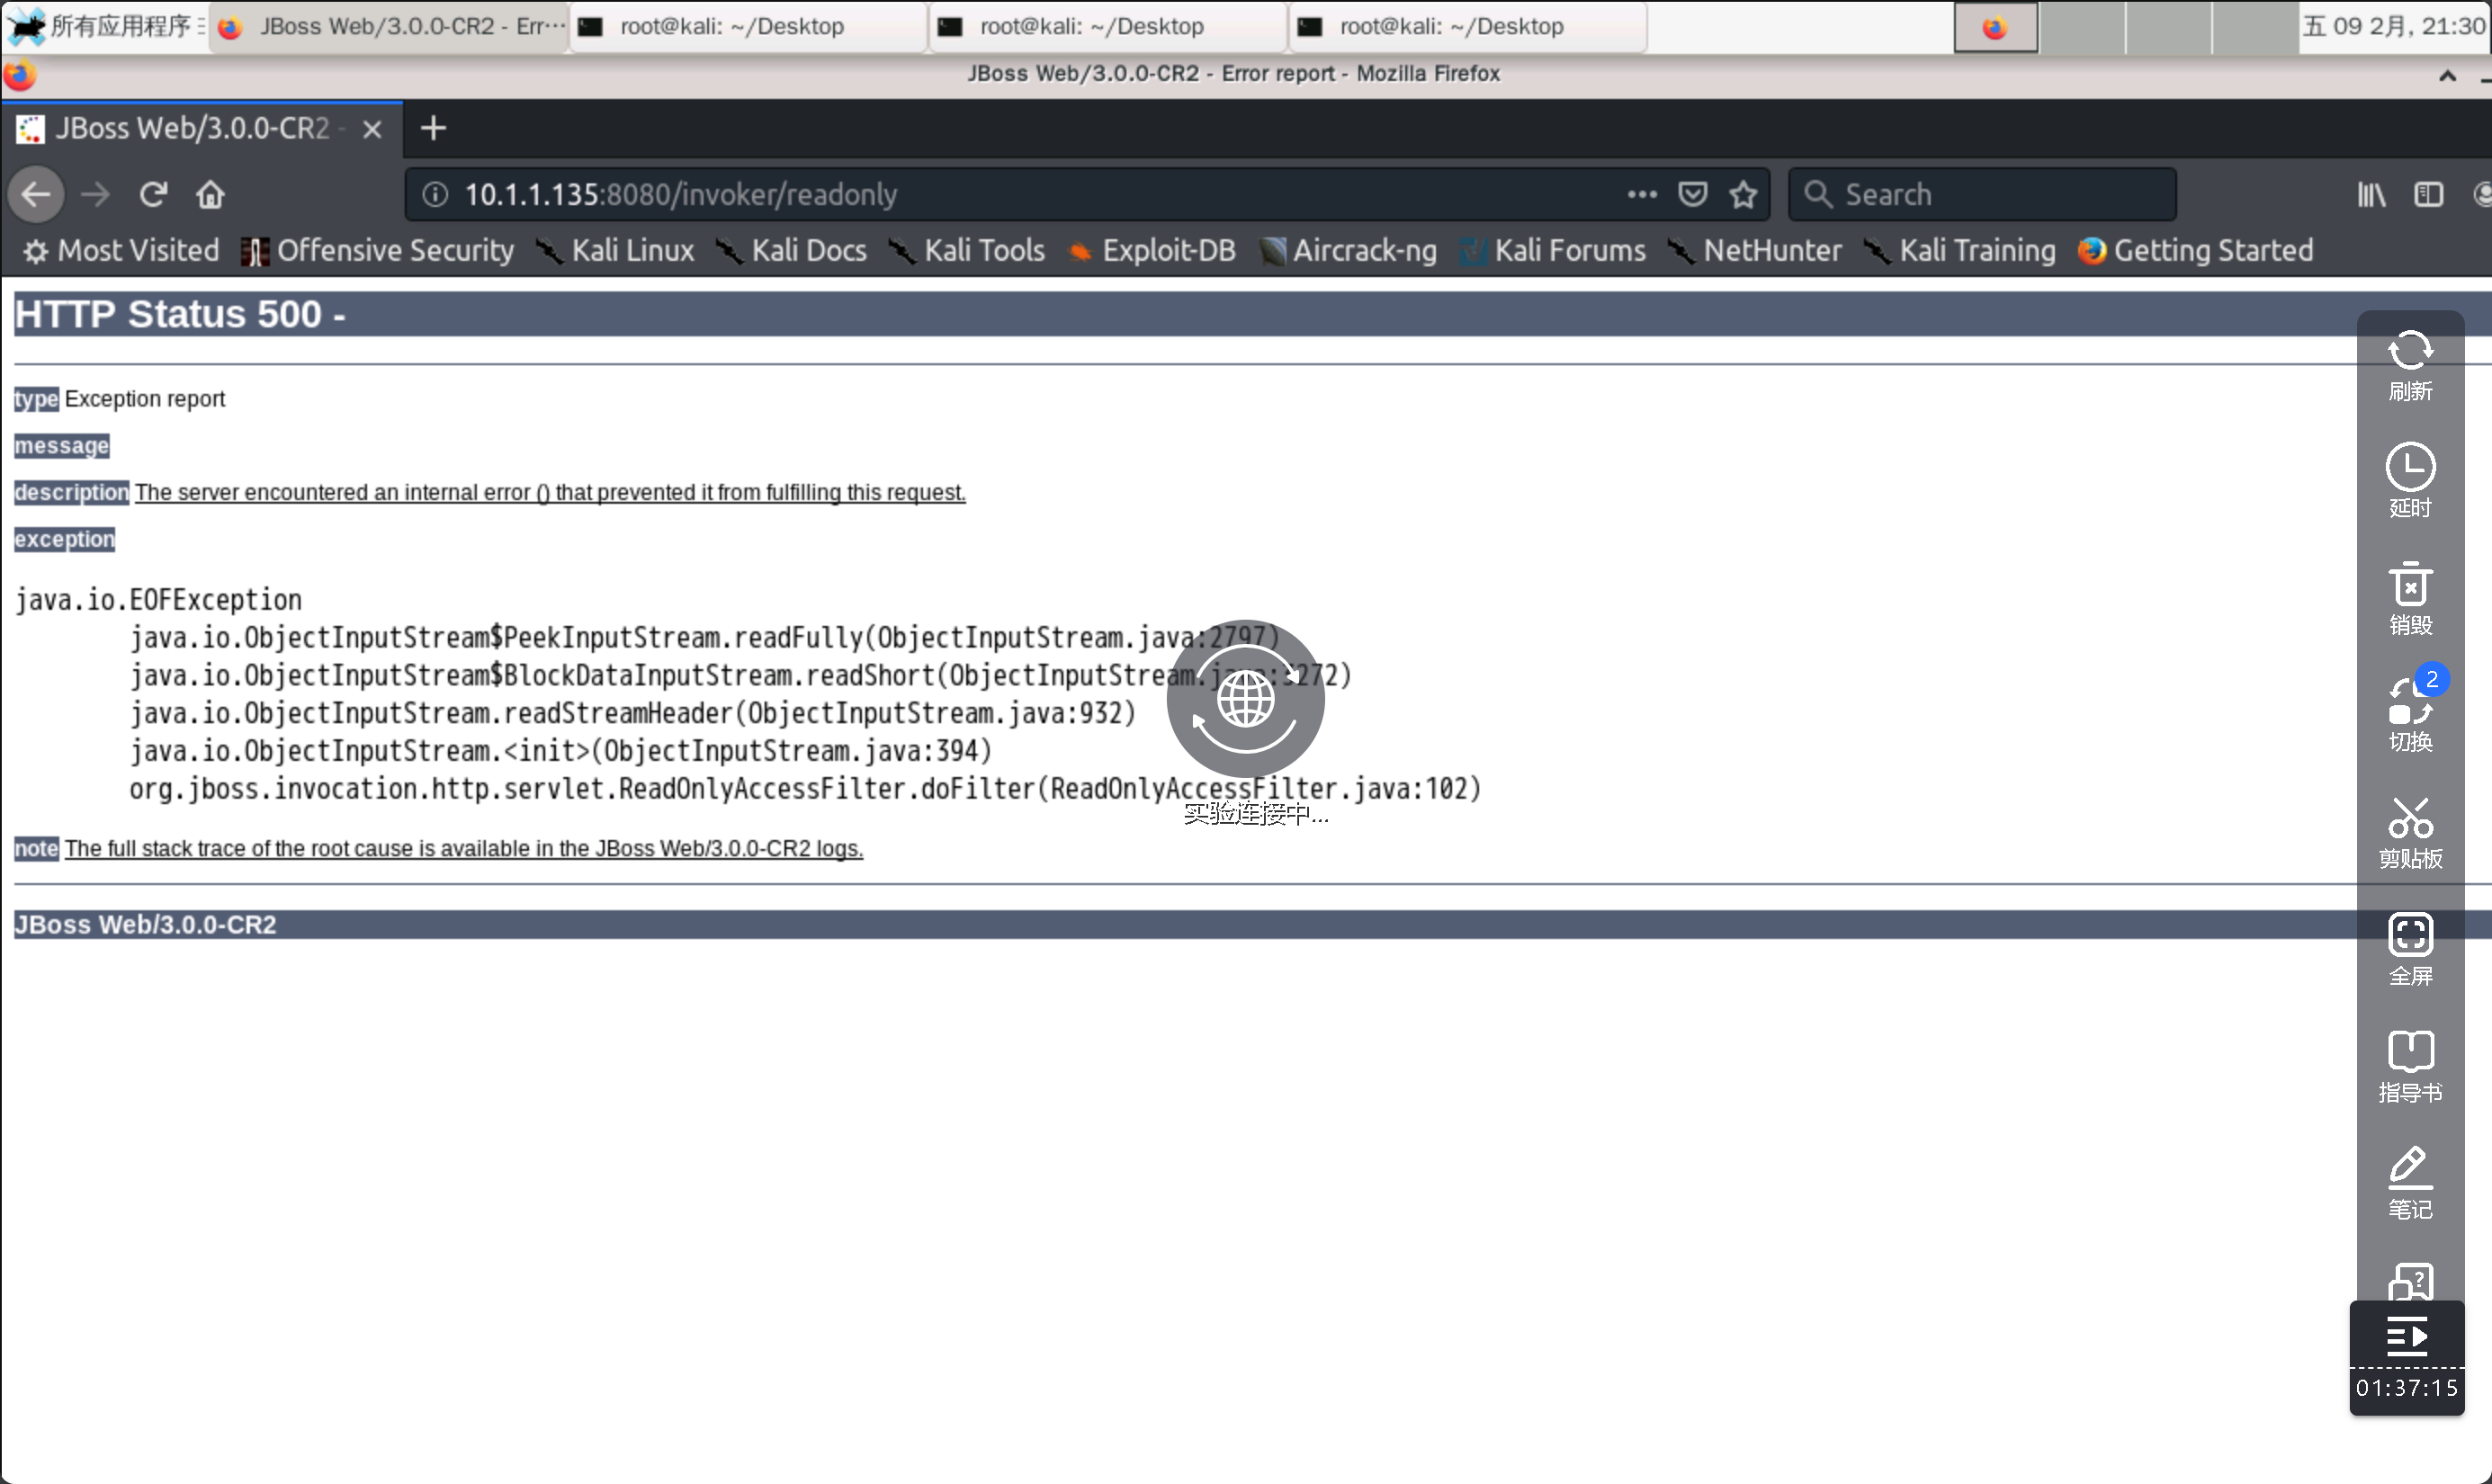 所有应用程序
JBoss Web/3.0.0-CR2 - Err…
root@kali: ~/Desktop
root@kali: ~/Desktop
root@kali: ~/Desktop
五 09 2月, 21:30
JBoss Web/3.0.0-CR2 - Error report - Mozilla Firefox
JBoss Web/3.0.0-CR2 -
10.1.1.135:8080/invoker/readonly
Search
Most Visited
Offensive Security
Kali Linux
Kali Docs
Kali Tools
Exploit-DB
Aircrack-ng
Kali Forums
NetHunter
Kali Training
Getting Started
HTTP Status 500 -
type Exception report
message
description The server encountered an internal error () that prevented it from fulfilling this request.
exception
java.io.EOFException
java.io.ObjectInputStream$PeekInputStream.readFully(ObjectInputStream.java:2797)
java.io.ObjectInputStream$BlockDataInputStream.readShort(ObjectInputStream.java:3272)
java.io.ObjectInputStream.readStreamHeader(ObjectInputStream.java:932)
java.io.ObjectInputStream.<init>(ObjectInputStream.java:394)
org.jboss.invocation.http.servlet.ReadOnlyAccessFilter.doFilter(ReadOnlyAccessFilter.java:102)
实验连接中...
note The full stack trace of the root cause is available in the JBoss Web/3.0.0-CR2 logs.
JBoss Web/3.0.0-CR2
刷新
延时
销毁
2
切换
剪贴板
全屏
指导书
笔记
01:37:15